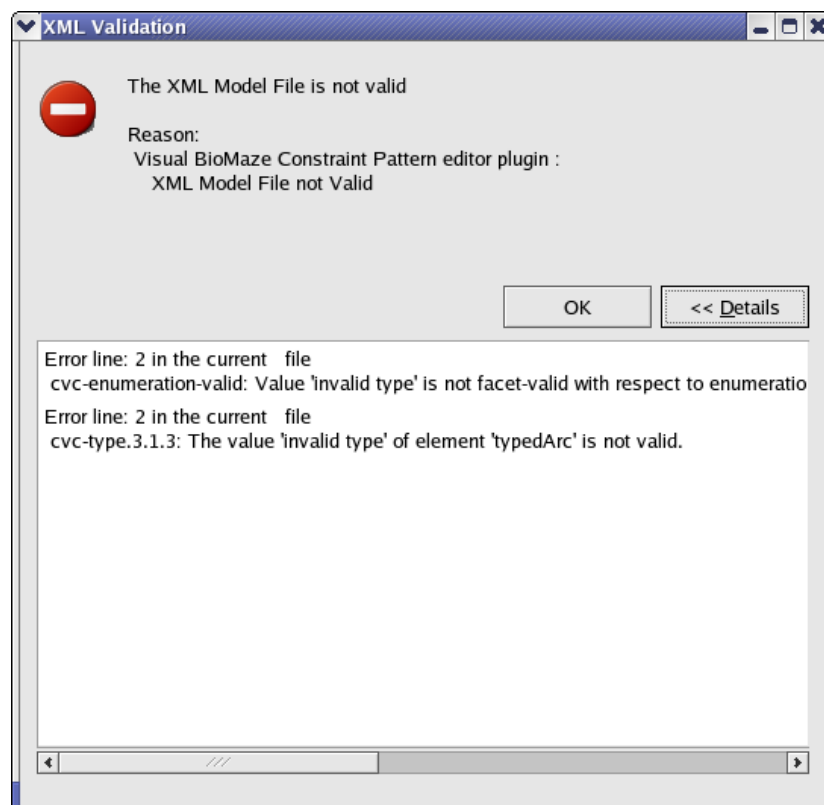 XML Validation
The XML Model File is not valid
Reason:
Visual BioMaze Constraint Pattern editor plugin :
XML Model File not Valid
OK
<< Details
Error line: 2 in the current file
cvc-enumeration-valid: Value 'invalid type' is not facet-valid with respect to enumeratio
Error line: 2 in the current file
cvc-type.3.1.3: The value 'invalid type' of element 'typedArc' is not valid.